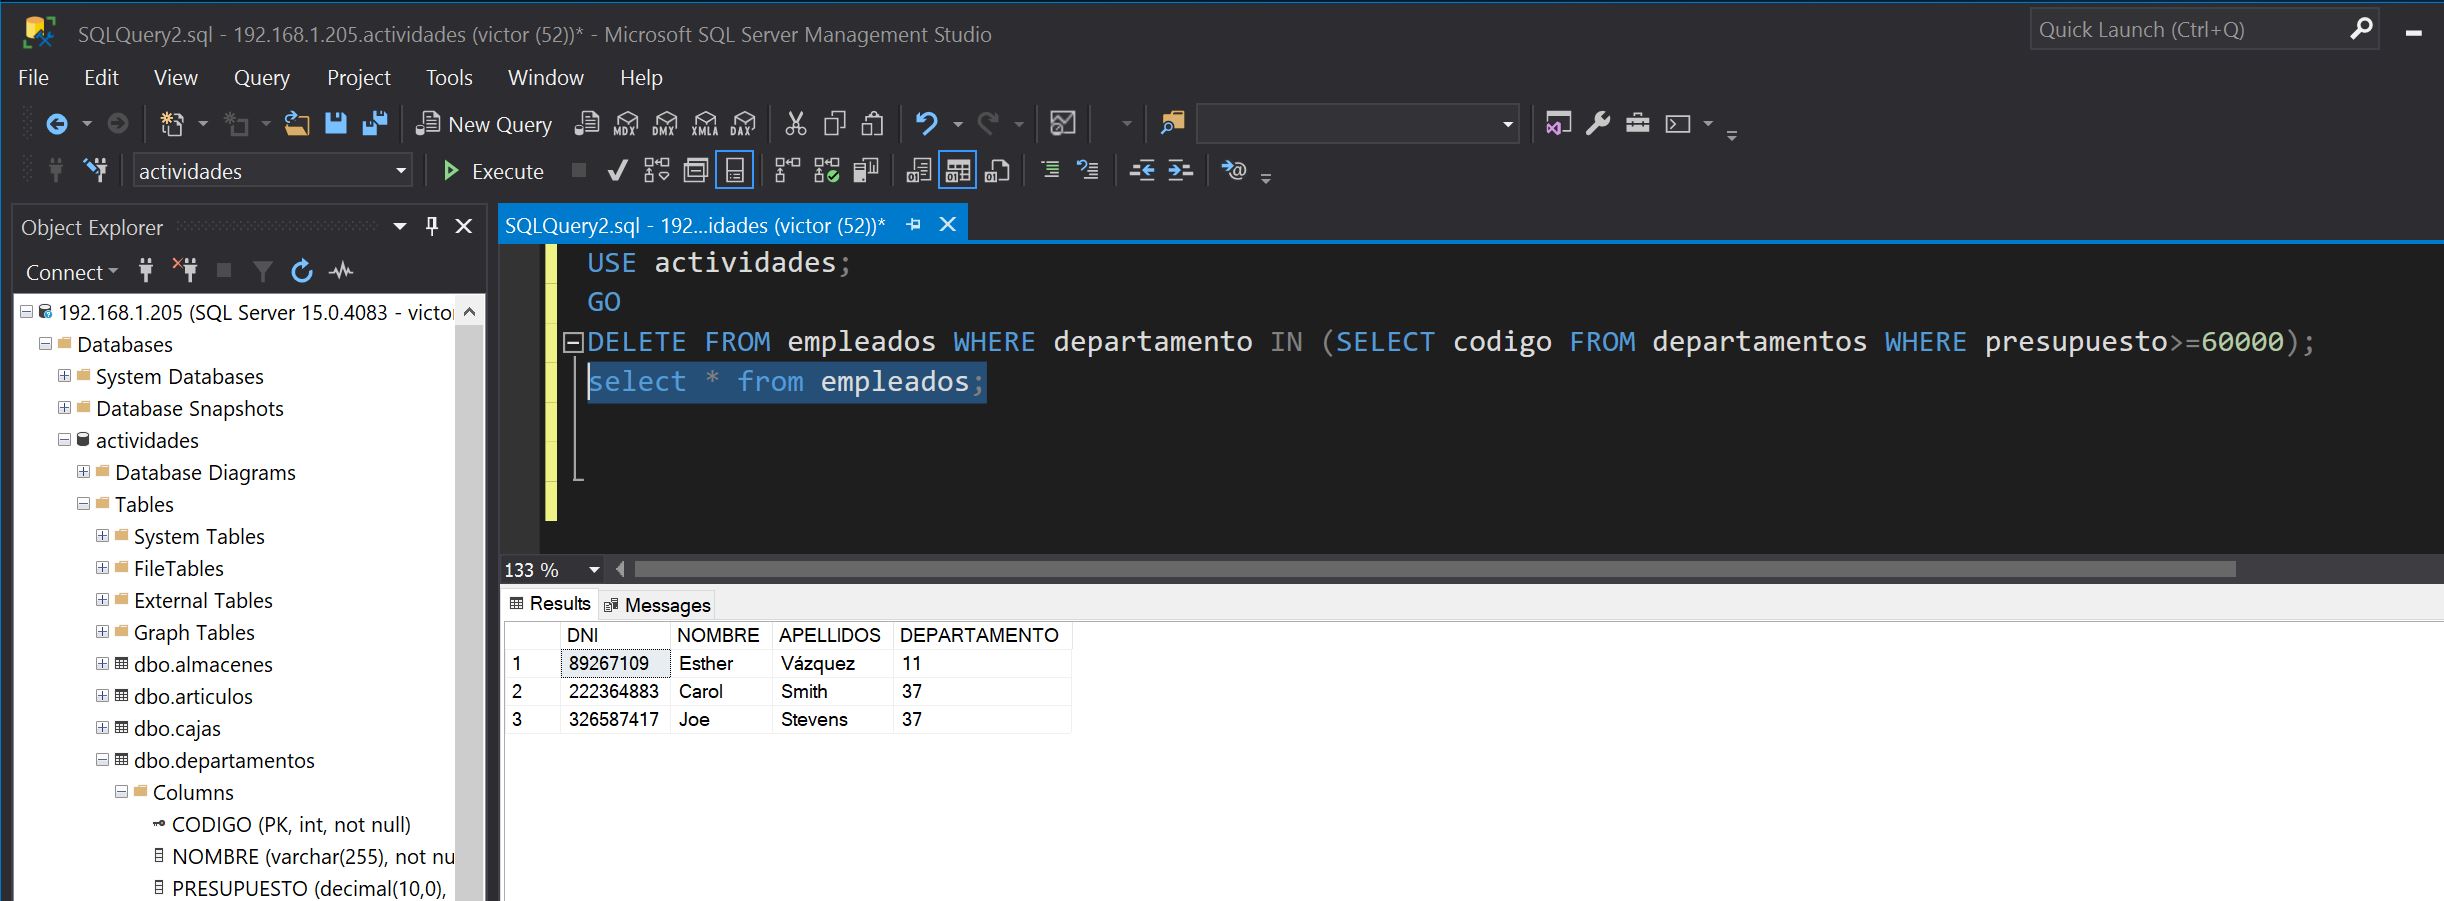 SQLQuery2.sql - 192.168.1.205.actividades (victor (52))* - Microsoft SQL Server Management Studio
Quick Launch (Ctrl+Q)
File Edit View Query Project Tools Window Help
New Query MDX DMX XMLA DAX
actividades Execute
Object Explorer
Connect
192.168.1.205 (SQL Server 15.0.4083 - victor
Databases
System Databases
Database Snapshots
actividades
Database Diagrams
Tables
System Tables
FileTables
External Tables
Graph Tables
dbo.almacenes
dbo.articulos
dbo.cajas
dbo.departamentos
Columns
CODIGO (PK, int, not null)
NOMBRE (varchar(255), not nu
PRESUPUESTO (decimal(10,0),
SQLQuery2.sql - 192...idades (victor (52))*
USE actividades;
GO
DELETE FROM empleados WHERE departamento IN (SELECT codigo FROM departamentos WHERE presupuesto>=60000);
select * from empleados;
133 %
Results Messages
DNI NOMBRE APELLIDOS DEPARTAMENTO
1 89267109 Esther Vázquez 11
2 222364883 Carol Smith 37
3 326587417 Joe Stevens 37